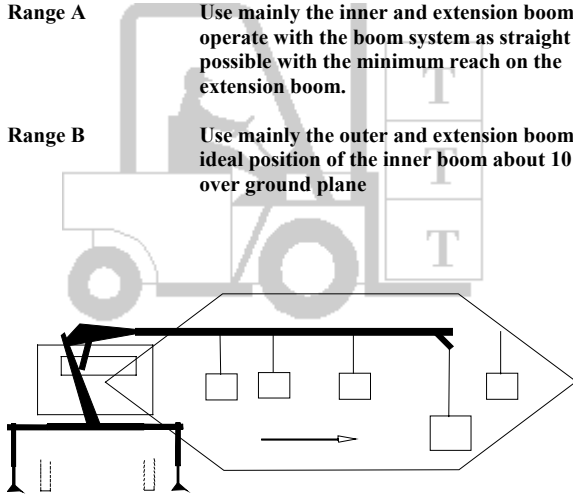 Range A Use mainly the inner and extension boom
operate with the boom system as straight
possible with the minimum reach on the
extension boom.
Range B Use mainly the outer and extension boom
ideal position of the inner boom about 10
over ground plane
T
T
T